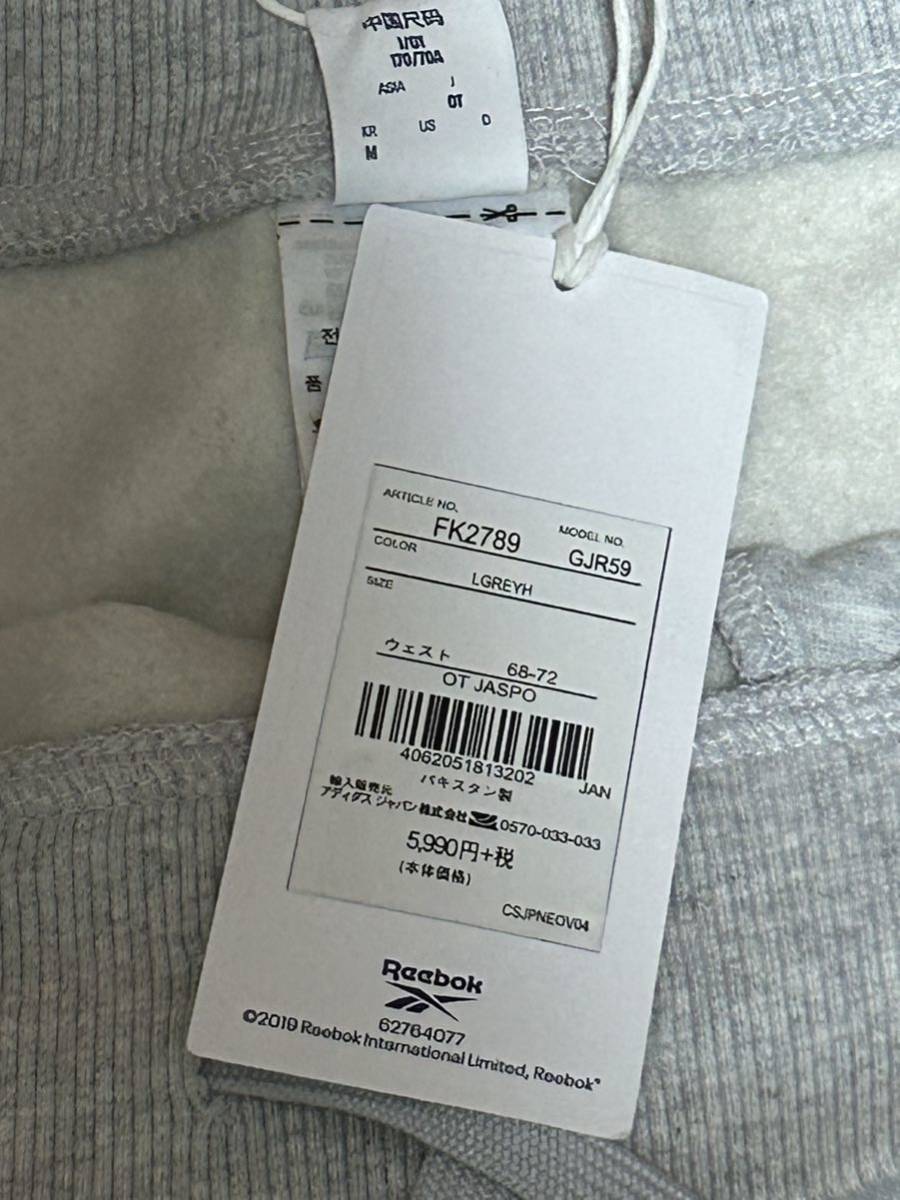 中国尺码
170/70A
ASIA J
OT
KR US D
M
전
품
ARTICLE NO. MODEL NO.
FK2789 GJR59
COLOR
LGREYH
SIZE
ウェスト 68-72
OT JASPO
4062051813202 JAN
パキスタン製
輸入販売元
アディダス ジャパン株式会社 0570-033-033
5,990円+税
(本体価格)
CSJPNEOV04
Reebok
62764077
©2019 Reebok International Limited, Reebok®